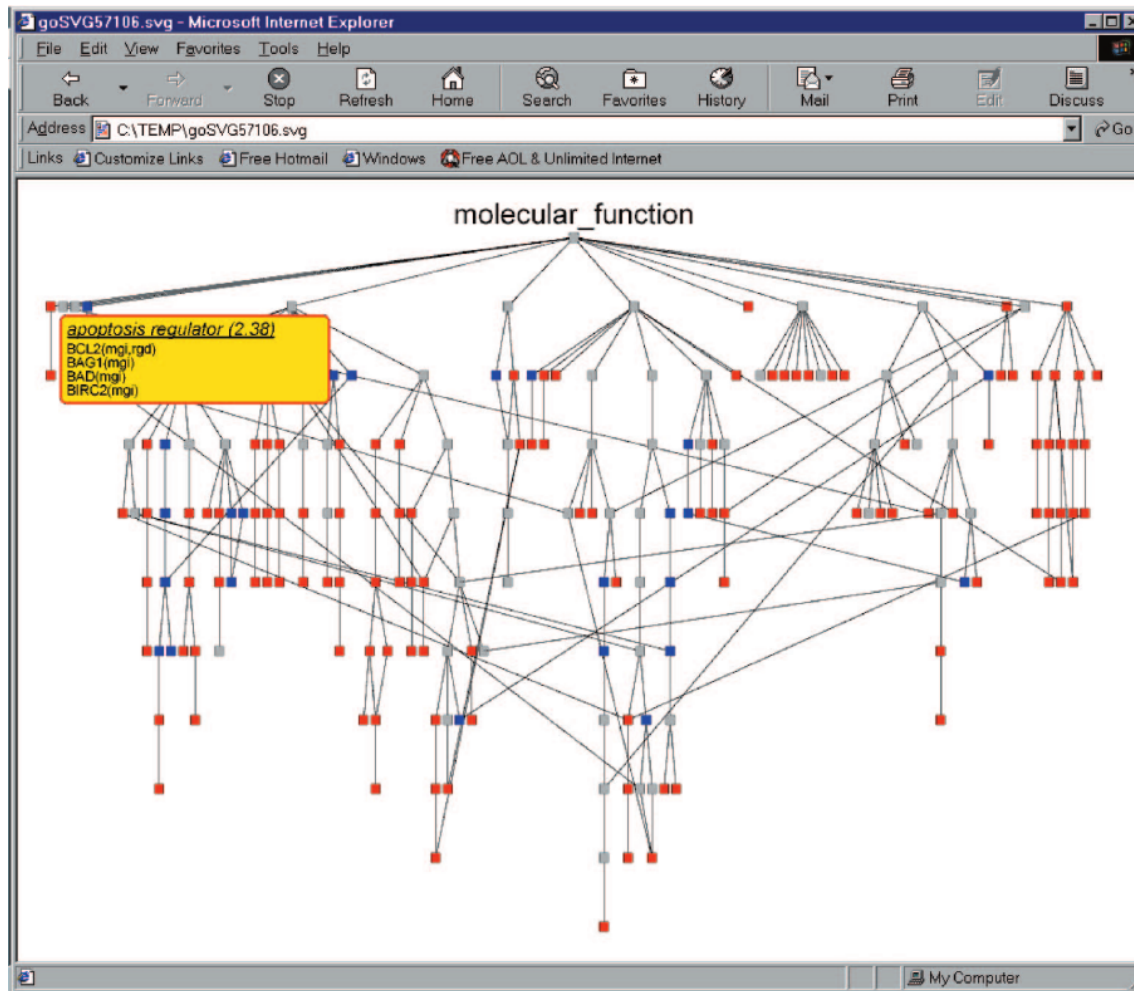 goSVG57106.svg - Microsoft Internet Explorer
File Edit View Favorites Tools Help
Back Forward Stop Refresh Home Search Favorites History Mail Print Edit Discuss
Address C:\TEMP\goSVG57106.svg Go
Links Customize Links Free Hotmail Windows Free AOL & Unlimited Internet
molecular_function
apoptosis regulator (2.38)
BCL2(mgi,rgd)
BAG1(mgi)
BAD(mgi)
BIRC2(mgi)
My Computer